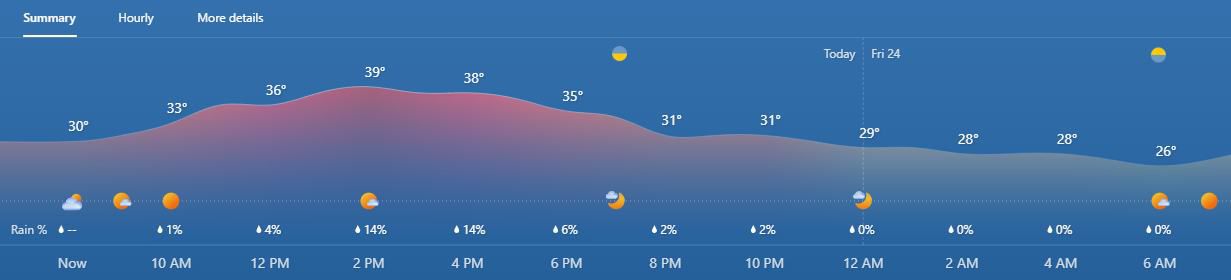 Summary Hourly More details
Today Fri 24
30° 33° 36° 39° 38° 35° 31° 31° 29° 28° 28° 26°
Rain % -- 1% 4% 14% 14% 6% 2% 2% 0% 0% 0% 0%
Now 10 AM 12 PM 2 PM 4 PM 6 PM 8 PM 10 PM 12 AM 2 AM 4 AM 6 AM